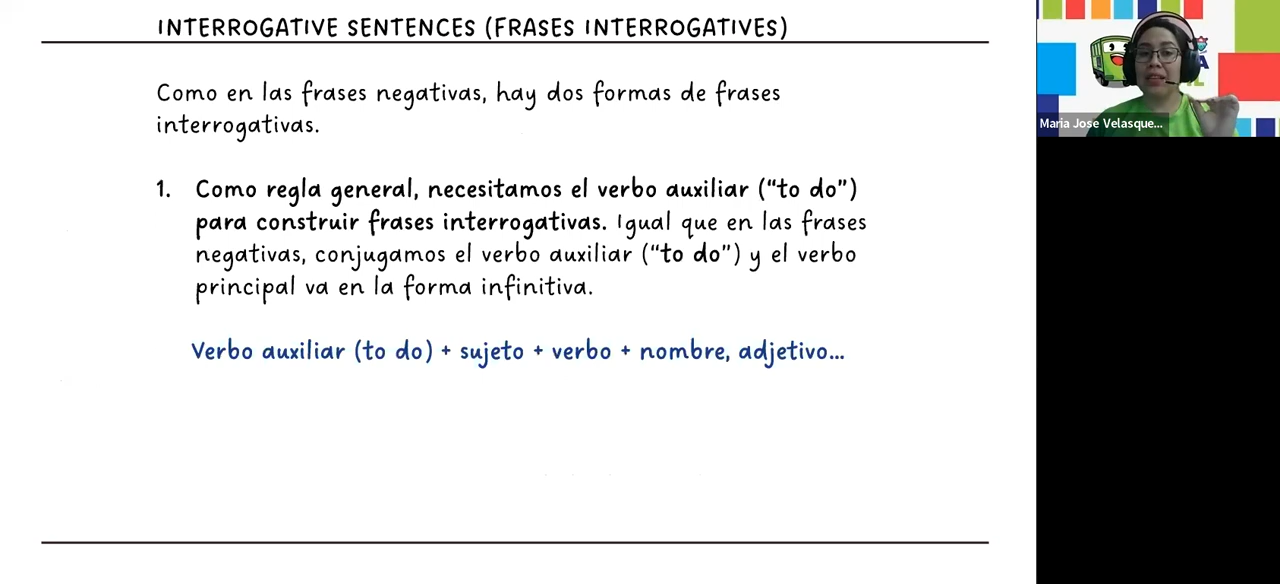 INTERROGATIVE SENTENCES (FRASES INTERROGATIVES)
Como en las frases negativas, hay dos formas de frases
interrogativas.
1. Como regla general, necesitamos el verbo auxiliar ("to do")
para construir frases interrogativas. Igual que en las frases
negativas, conjugamos el verbo auxiliar ("to do") y el verbo
principal va en la forma infinitiva.
Verbo auxiliar (to do) + sujeto + verbo + nombre, adjetivo...
Maria Jose Velasque...